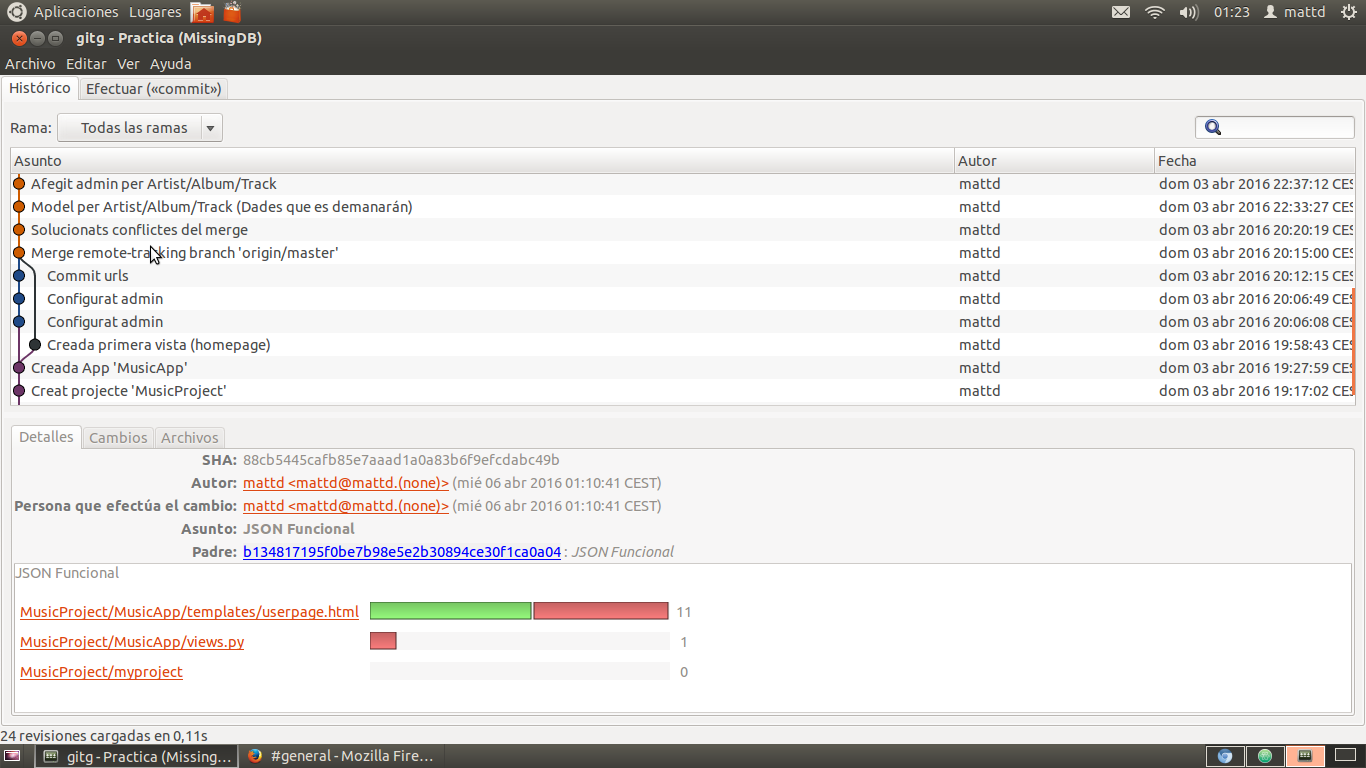 Aplicaciones Lugares 01:23 mattd
gitg - Practica (MissingDB)
Archivo Editar Ver Ayuda
Histórico Efectuar («commit»)
Rama: Todas las ramas
Asunto Autor Fecha
Afegit admin per Artist/Album/Track mattd dom 03 abr 2016 22:37:12 CES
Model per Artist/Album/Track (Dades que es demanarán) mattd dom 03 abr 2016 22:33:27 CES
Solucionats conflictes del merge mattd dom 03 abr 2016 20:20:19 CES
Merge remote-tracking branch 'origin/master' mattd dom 03 abr 2016 20:15:00 CES
Commit urls mattd dom 03 abr 2016 20:12:15 CES
Configurat admin mattd dom 03 abr 2016 20:06:49 CES
Configurat admin mattd dom 03 abr 2016 20:06:08 CES
Creada primera vista (homepage) mattd dom 03 abr 2016 19:58:43 CES
Creada App 'MusicApp' mattd dom 03 abr 2016 19:27:59 CES
Creat projecte 'MusicProject' mattd dom 03 abr 2016 19:17:02 CES
Detalles Cambios Archivos
SHA: 88cb5445cafb85e7aaad1a0a83b6f9efcdabc49b
Autor: mattd <mattd@mattd.(none)> (mié 06 abr 2016 01:10:41 CEST)
Persona que efectúa el cambio: mattd <mattd@mattd.(none)> (mié 06 abr 2016 01:10:41 CEST)
Asunto: JSON Funcional
Padre: b134817195f0be7b98e5e2b30894ce30f1ca0a04 : JSON Funcional
JSON Funcional
MusicProject/MusicApp/templates/userpage.html 11
MusicProject/MusicApp/views.py 1
MusicProject/myproject 0
24 revisiones cargadas en 0,11s
gitg - Practica (Missing... #general - Mozilla Fire...